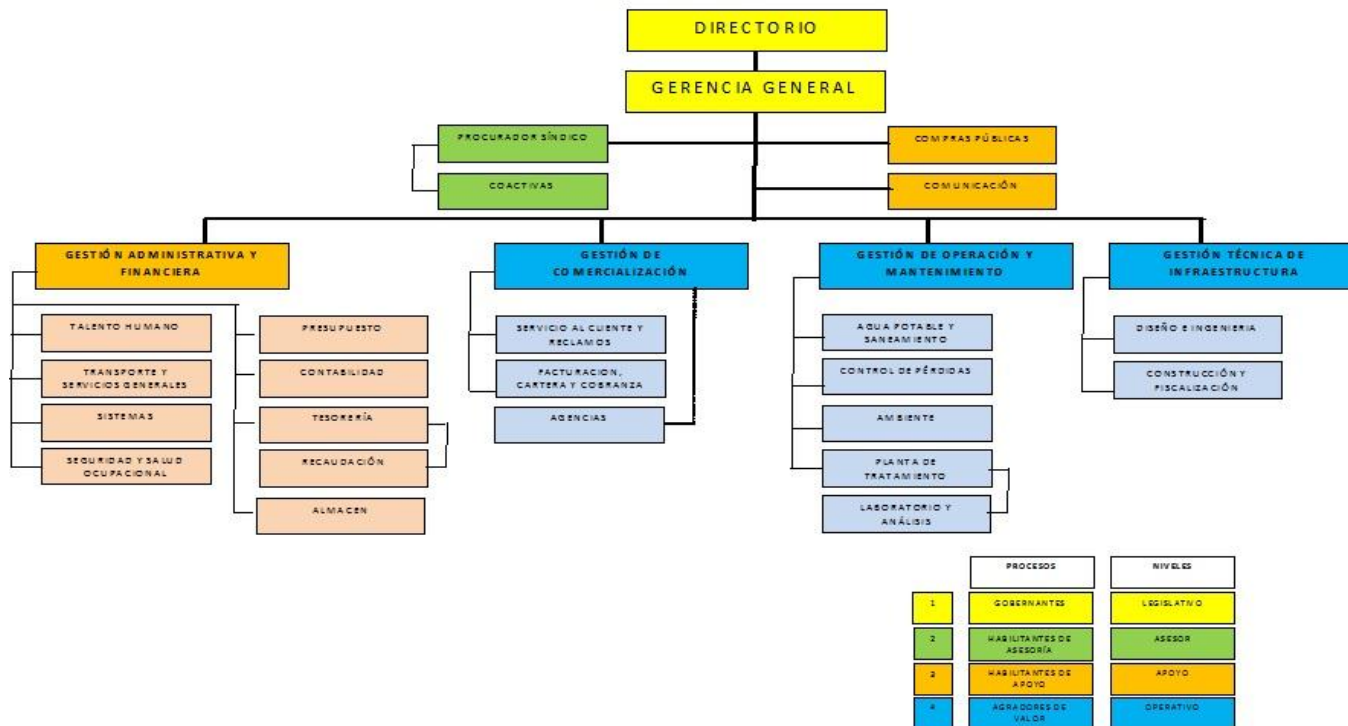 DIRECTORIO
GERENCIA GENERAL
PROCURADOR SÍNDICO
COMPRAS PÚBLICAS
COACTIVAS
COMUNICACIÓN
GESTIÓN ADMINISTRATIVA Y
FINANCIERA
GESTIÓN DE
COMERCIALIZACIÓN
GESTIÓN DE OPERACIÓN Y
MANTENIMIENTO
GESTIÓN TÉCNICA DE
INFRAESTRUCTURA
TALENTO HUMANO
TRANSPORTE Y
SERVICIOS GENERALES
SISTEMAS
SEGURIDAD Y SALUD
OCUPACIONAL
PRESUPUESTO
CONTABILIDAD
TESORERÍA
RECAUDACIÓN
ALMACEN
SERVICIO AL CLIENTE Y
RECLAMOS
FACTURACION,
CARTERA Y COBRANZA
AGENCIAS
AGUA POTABLE Y
SANEAMIENTO
CONTROL DE PÉRDIDAS
AMBIENTE
PLANTA DE
TRATAMIENTO
LABORATORIO Y
ANÁLISIS
DISEÑO E INGENIERIA
CONSTRUCCIÓN Y
FISCALIZACIÓN
PROCESOS
NIVELES
1
GOBERNANTES
LEGISLATIVO
2
HABILITANTES DE
ASESORÍA
ASESOR
3
HABILITANTES DE
APOYO
APOYO
4
AGRADORES DE
VALOR
OPERATIVO